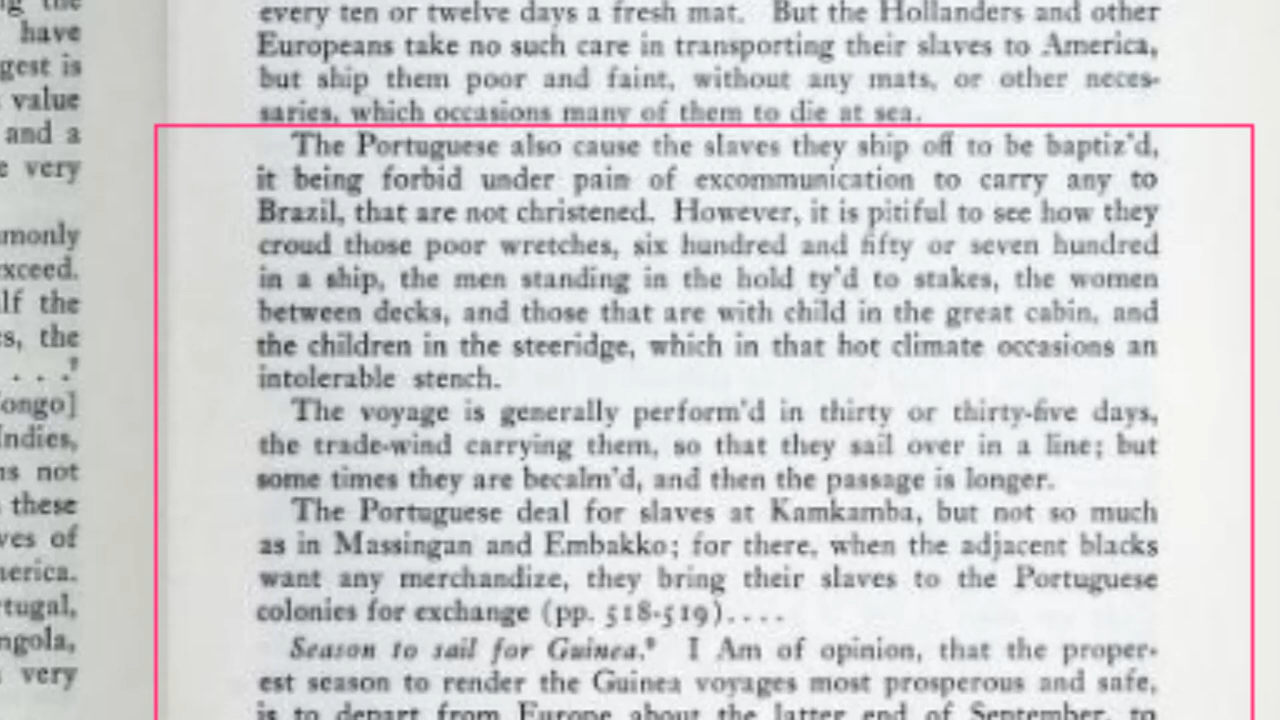 ng the
have
gest is
value
and a
e very
monly
xceed.
lf the
s, the
. . .'
ongo]
Indies,
ns not
these
ves of
nerica.
rtugal,
ngola,
very
every ten or twelve days a fresh mat. But the Hollanders and other
Europeans take no such care in transporting their slaves to America,
but ship them poor and faint, without any mats, or other neces-
saries, which occasions many of them to die at sea.
The Portuguese also cause the slaves they ship off to be baptiz'd,
it being forbid under pain of excommunication to carry any to
Brazil, that are not christened. However, it is pitiful to see how they
croud those poor wretches, six hundred and fifty or seven hundred
in a ship, the men standing in the hold ty'd to stakes, the women
between decks, and those that are with child in the great cabin, and
the children in the steeridge, which in that hot climate occasions an
intolerable stench.
The voyage is generally perform'd in thirty or thirty-five days,
the trade-wind carrying them, so that they sail over in a line; but
some times they are becalm'd, and then the passage is longer.
The Portuguese deal for slaves at Kamkamba, but not so much
as in Massingan and Embakko; for there, when the adjacent blacks
want any merchandize, they bring their slaves to the Portuguese
colonies for exchange (pp. 518-519). . . .
Season to sail for Guinea.* I Am of opinion, that the proper-
est season to render the Guinea voyages most prosperous and safe,
is to depart from Europe about the latter end of September, to